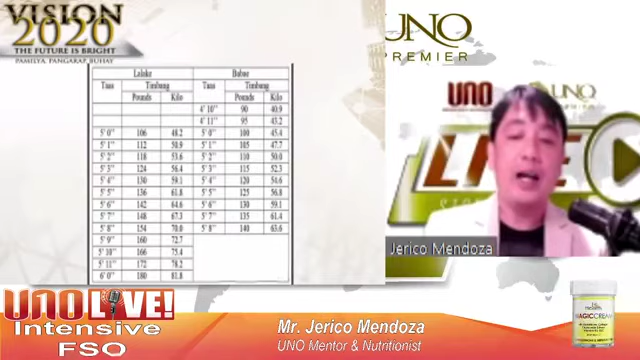 VISION
2020
THE FUTURE IS BRIGHT
PAMILYA, PANGARAP, BUHAY
UNO
PREMIER
Lalake Babae
Taas Timbang Taas Timbang
Pounds Kilo Pounds Kilo
4' 10" 90 40.9
4' 11" 95 43.2
5' 0" 106 48.2 5' 0" 100 45.4
5' 1" 112 50.9 5' 1" 105 47.7
5' 2" 118 53.6 5' 2" 110 50.0
5' 3" 124 56.4 5' 3" 115 52.3
5' 4" 130 59.1 5' 4" 120 54.6
5' 5" 136 61.8 5' 5" 125 56.8
5' 6" 142 64.6 5' 6" 130 59.1
5' 7" 148 67.3 5' 7" 135 61.4
5' 8" 154 70.0 5' 8" 140 63.6
5' 9" 160 72.7
5' 10" 166 75.4
5' 11" 172 78.2
6' 0" 180 81.8
UNO
UNO
LIVE
Jerico Mendoza
UNO LIVE!
Intensive
FSQ
Mr. Jerico Mendoza
UNO Mentor & Nutritionist
MAGICCREAM